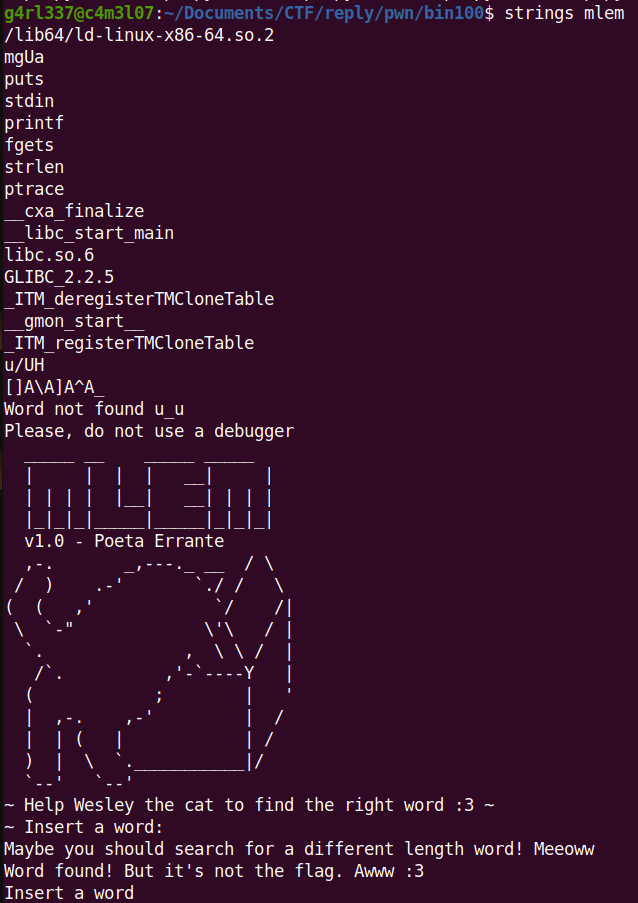 g4rl337@c4m3l07:~/Documents/CTF/reply/pwn/bin100$ strings mlem
/lib64/ld-linux-x86-64.so.2
mgUa
puts
stdin
printf
fgets
strlen
ptrace
__cxa_finalize
__libc_start_main
libc.so.6
GLIBC_2.2.5
_ITM_deregisterTMCloneTable
__gmon_start__
_ITM_registerTMCloneTable
u/UH
[]A\A]A^A_
Word not found u_u
Please, do not use a debugger
  _____ __    _____ _____
  |     |  |  |   __|     |
  | | | |  |__|   __| | | |
  |_|_|_|_____|_____|_|_|_|
  v1.0 - Poeta Errante
  ,-.       _,---._ __  / \
 /  )    .-'       `./ /   \
(  (   ,'            `/    /|
 \  `-"             \'\   / |
  `.              ,  \ \ /  |
   /`.          ,'-`----Y   |
  (            ;        |   '
  |  ,-.    ,-'         |  /
  |  | (   |            | /
  )  |  \  `.___________|/
  `--'   `--'
~ Help Wesley the cat to find the right word :3 ~
~ Insert a word:
Maybe you should search for a different length word! Meeoww
Word found! But it's not the flag. Awww :3
Insert a word